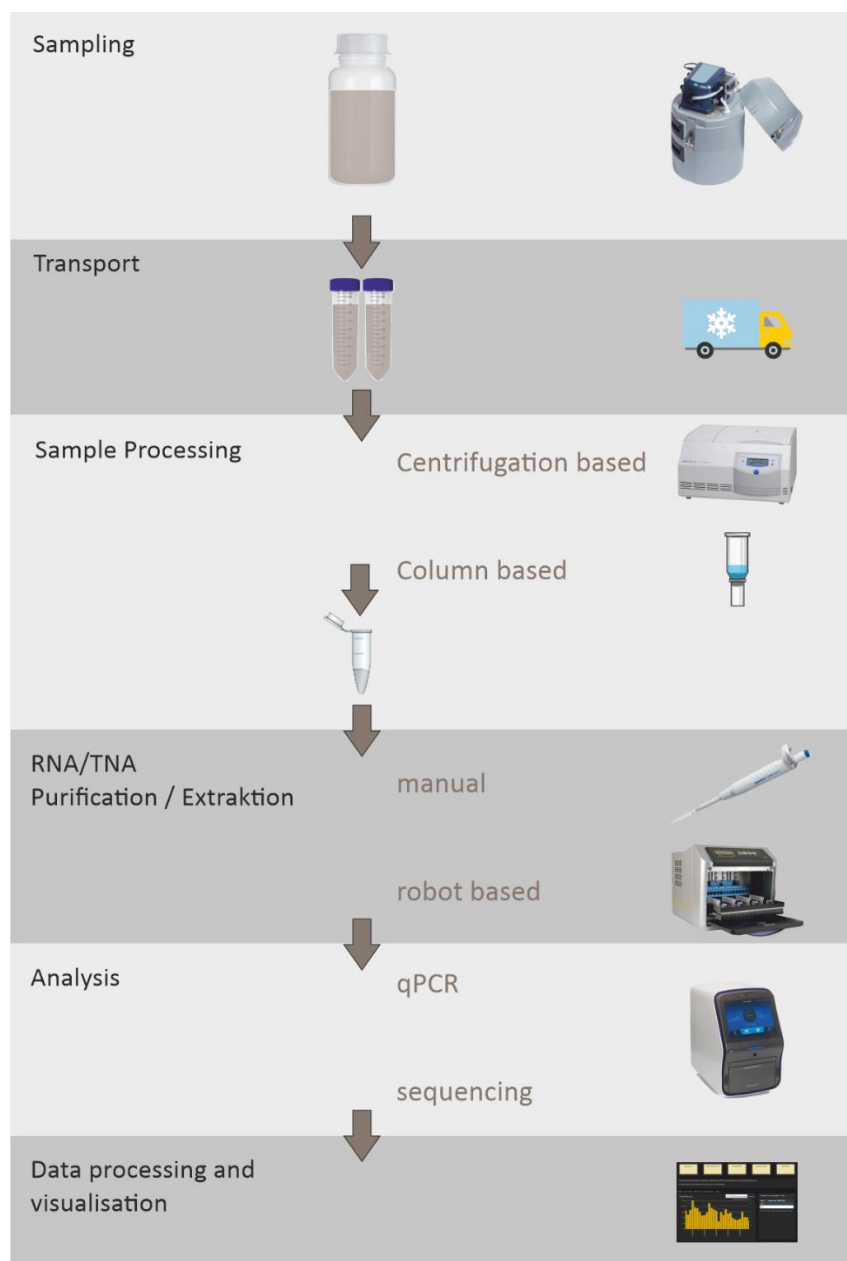 Sampling
Transport
Sample Processing
Centrifugation based
Column based
RNA/TNA
Purification / Extraktion
manual
robot based
Analysis
qPCR
sequencing
Data processing and
visualisation